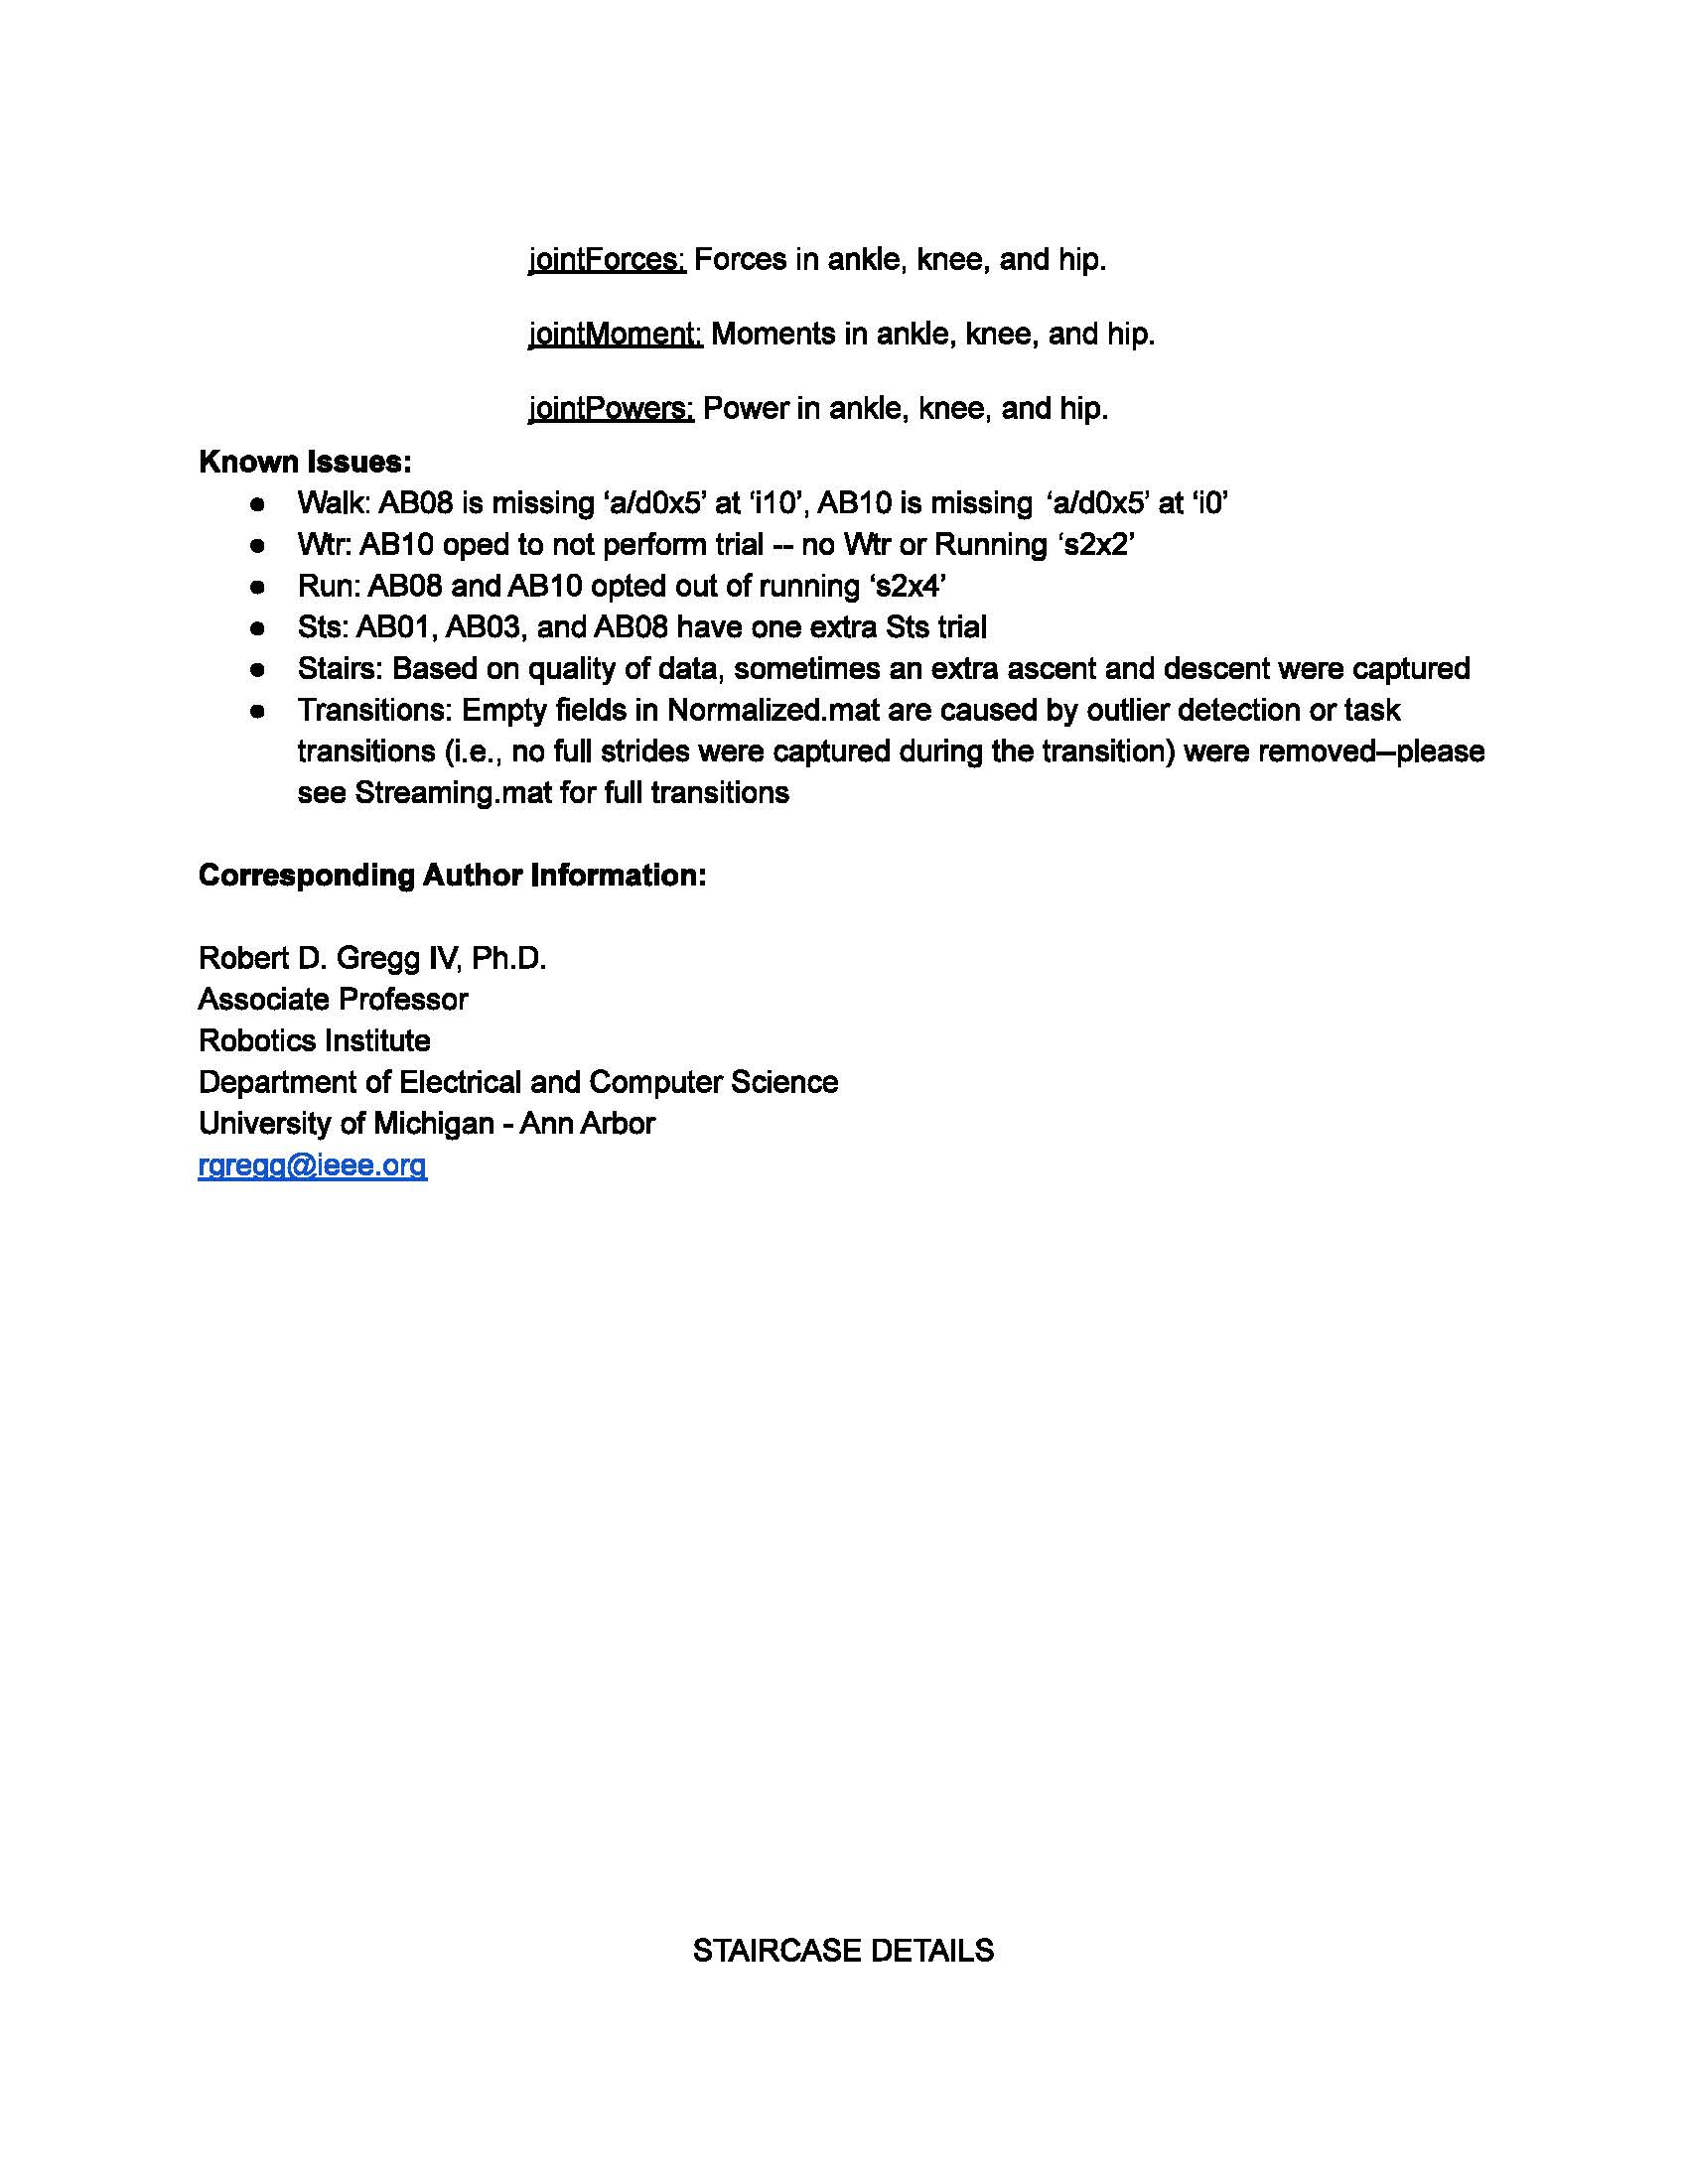 jointForces: Forces in ankle, knee, and hip.
jointMoment: Moments in ankle, knee, and hip.
jointPowers: Power in ankle, knee, and hip.
Known Issues:
● Walk: AB08 is missing ‘a/d0x5’ at ‘i10’, AB10 is missing ‘a/d0x5’ at ‘i0’
● Wtr: AB10 oped to not perform trial -- no Wtr or Running ‘s2x2’
● Run: AB08 and AB10 opted out of running ‘s2x4’
● Sts: AB01, AB03, and AB08 have one extra Sts trial
● Stairs: Based on quality of data, sometimes an extra ascent and descent were captured
● Transitions: Empty fields in Normalized.mat are caused by outlier detection or task
transitions (i.e., no full strides were captured during the transition) were removed–please
see Streaming.mat for full transitions
Corresponding Author Information:
Robert D. Gregg IV, Ph.D.
Associate Professor
Robotics Institute
Department of Electrical and Computer Science
University of Michigan - Ann Arbor
rgregg@ieee.org
STAIRCASE DETAILS